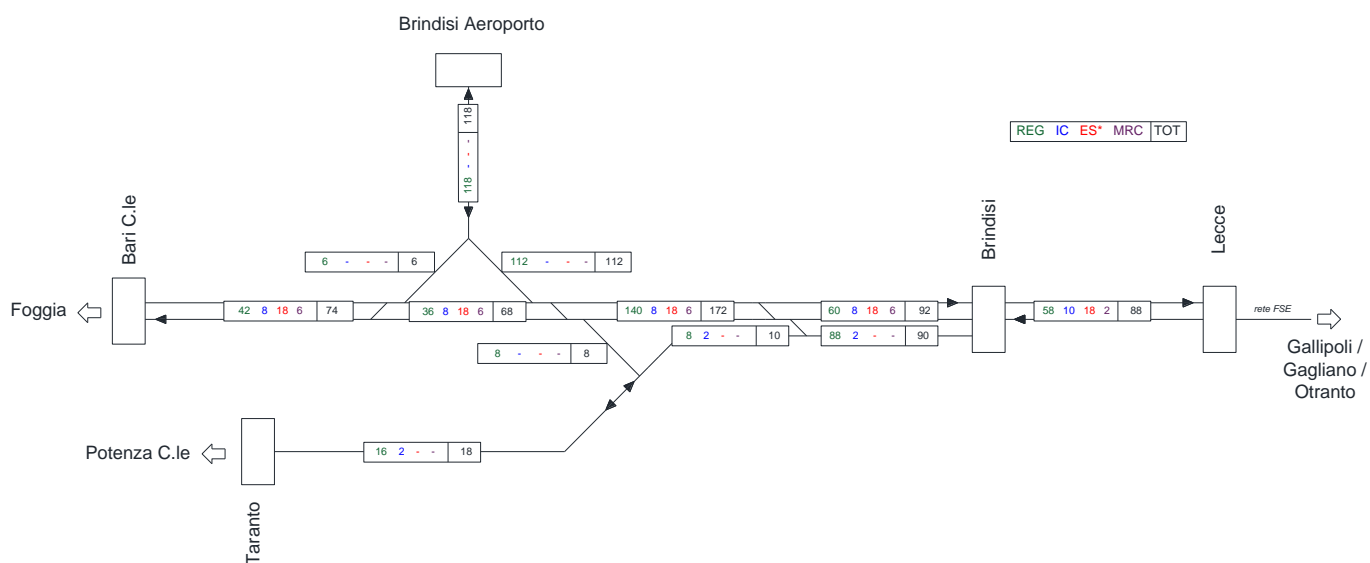 Brindisi Aeroporto
118 - - - 118
REG IC ES* MRC TOT
Bari C.le
Brindisi
Lecce
6 - - - 6
112 - - - 112
Foggia
42 8 18 6 74
36 8 18 6 68
140 8 18 6 172
60 8 18 6 92
58 10 18 2 88
rete FSE
8 2 - - 10
88 2 - - 90
8 - - - 8
Gallipoli /
Gagliano /
Otranto
Potenza C.le
16 2 - - 18
Taranto